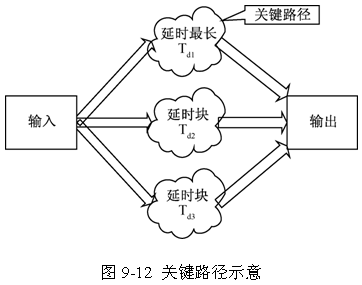 延时最长
Td1
关键路径
输入
延时块
Td2
输出
延时块
Td3
图 9-12 关键路径示意